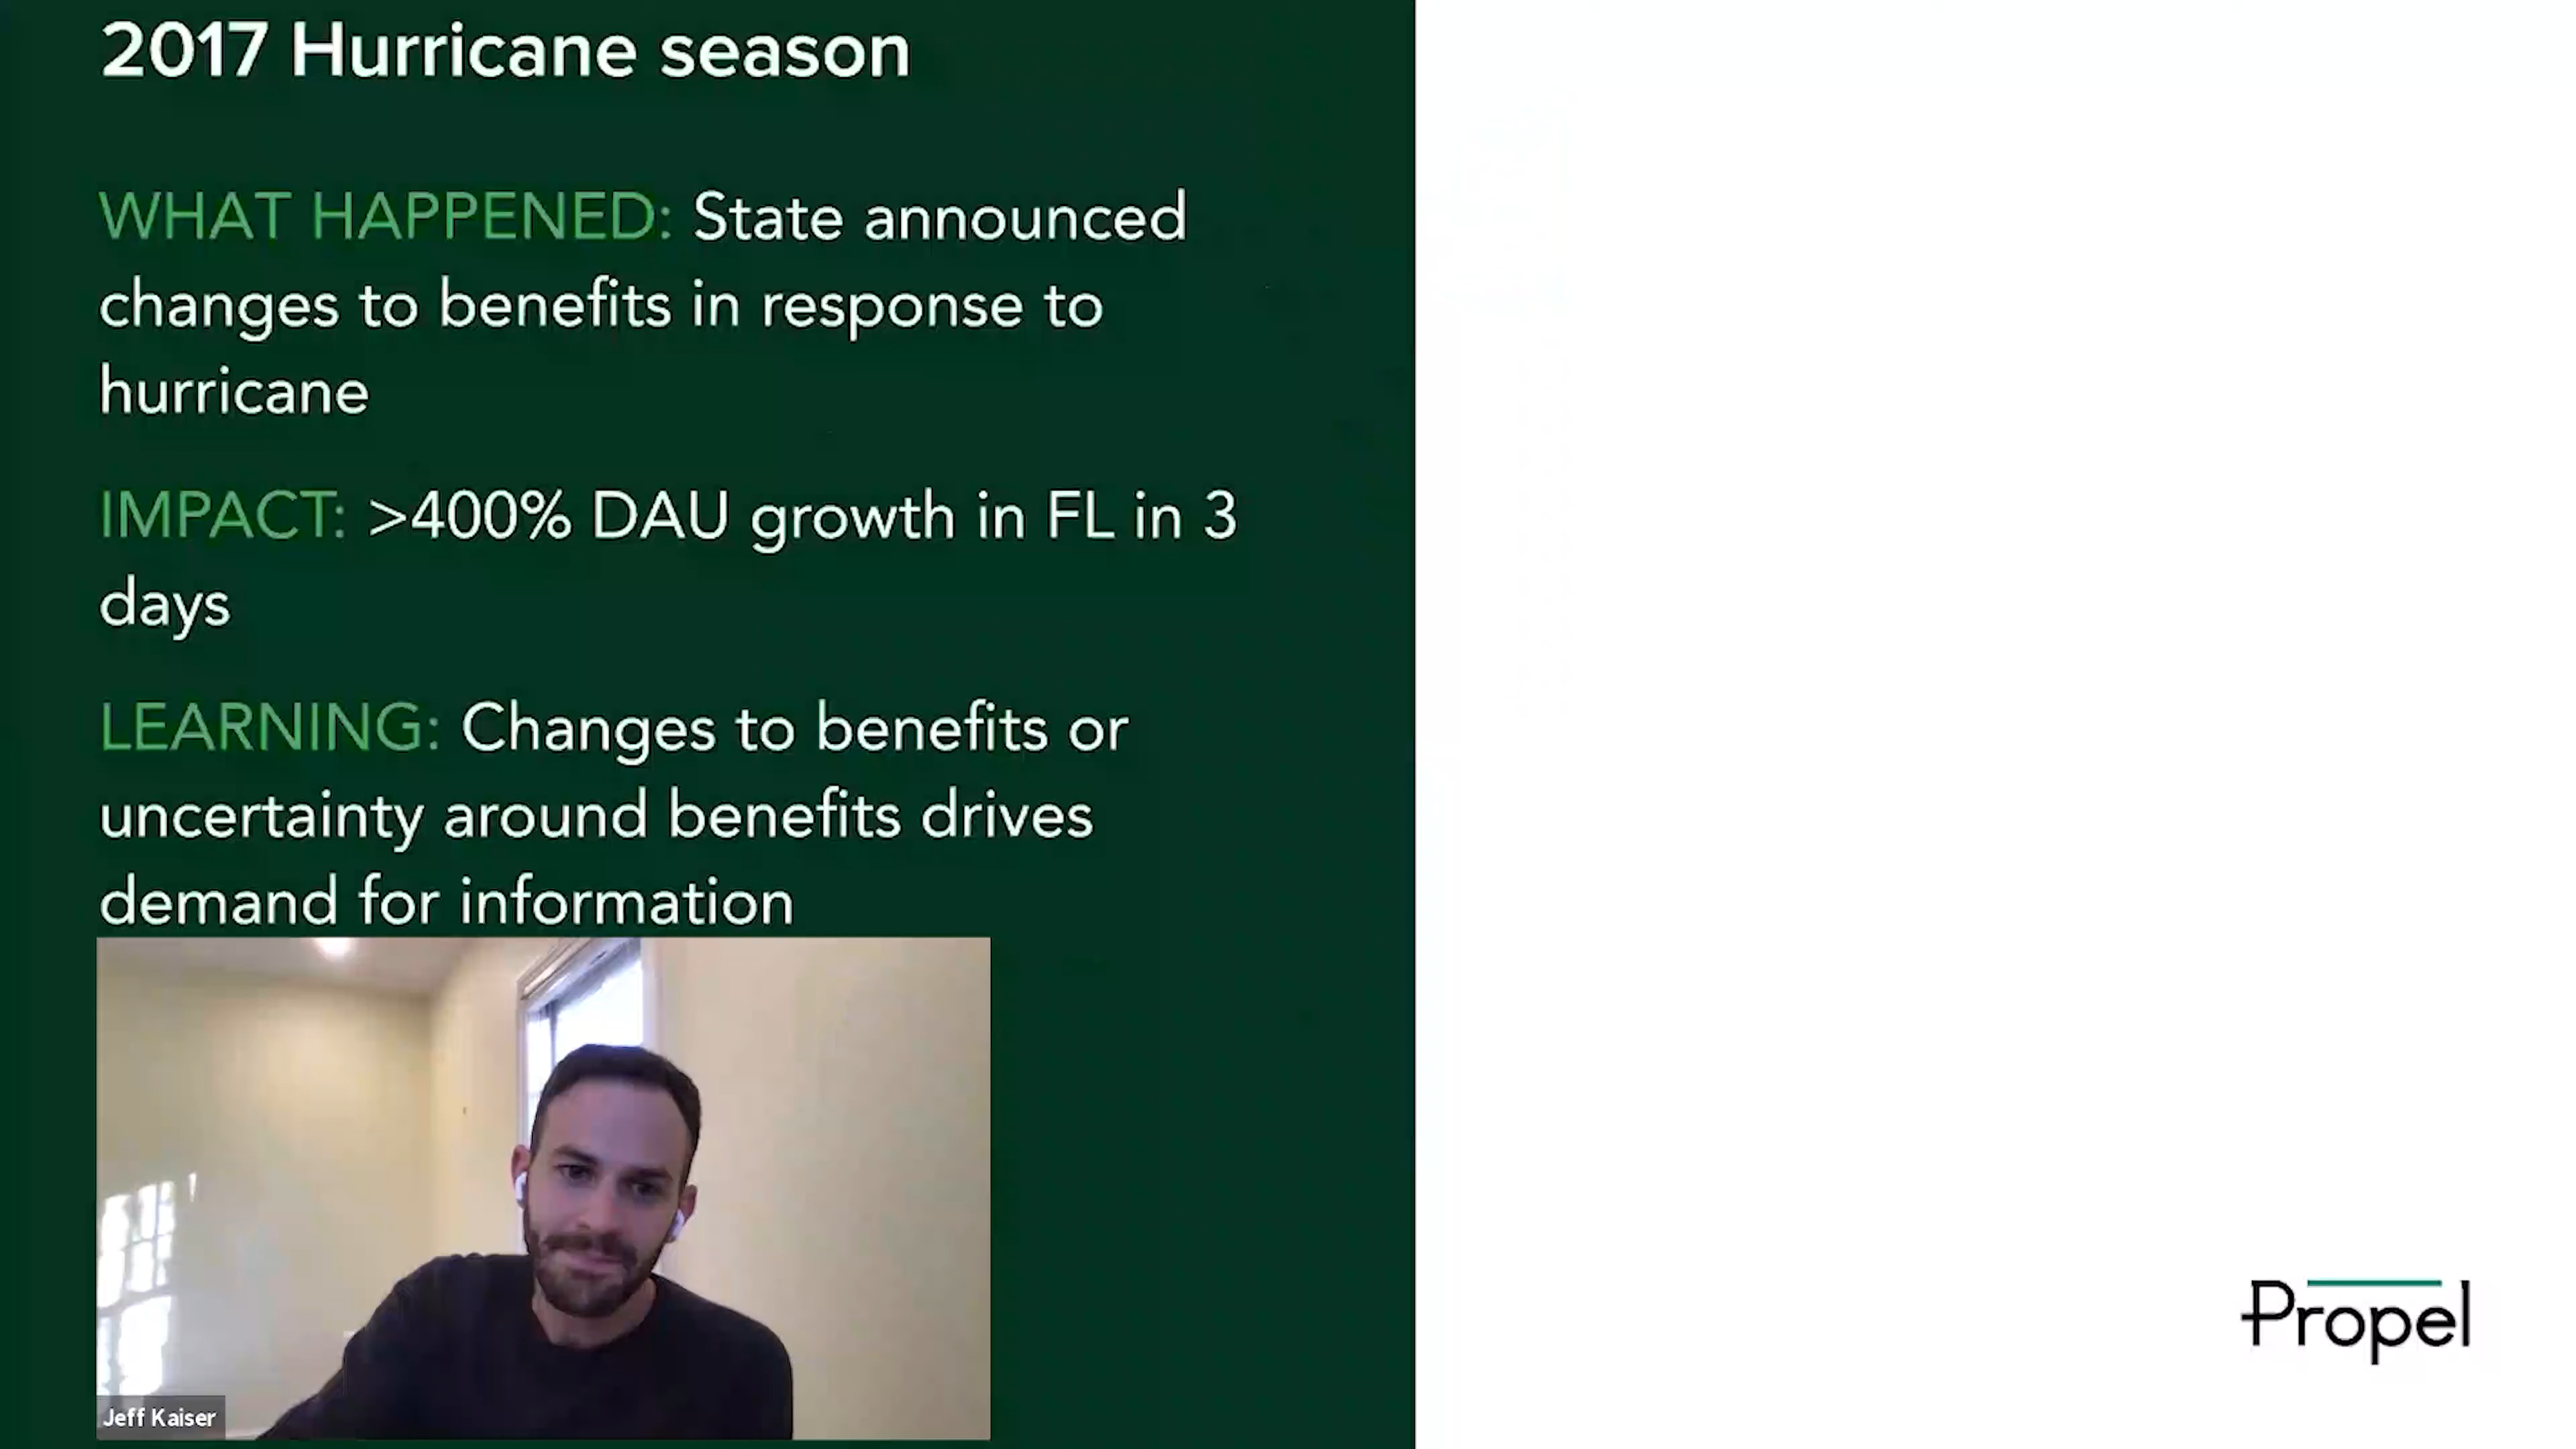 2017 Hurricane season
WHAT HAPPENED: State announced
changes to benefits in response to
hurricane
IMPACT: >400% DAU growth in FL in 3
days
LEARNING: Changes to benefits or
uncertainty around benefits drives
demand for information
Jeff Kaiser
Propel